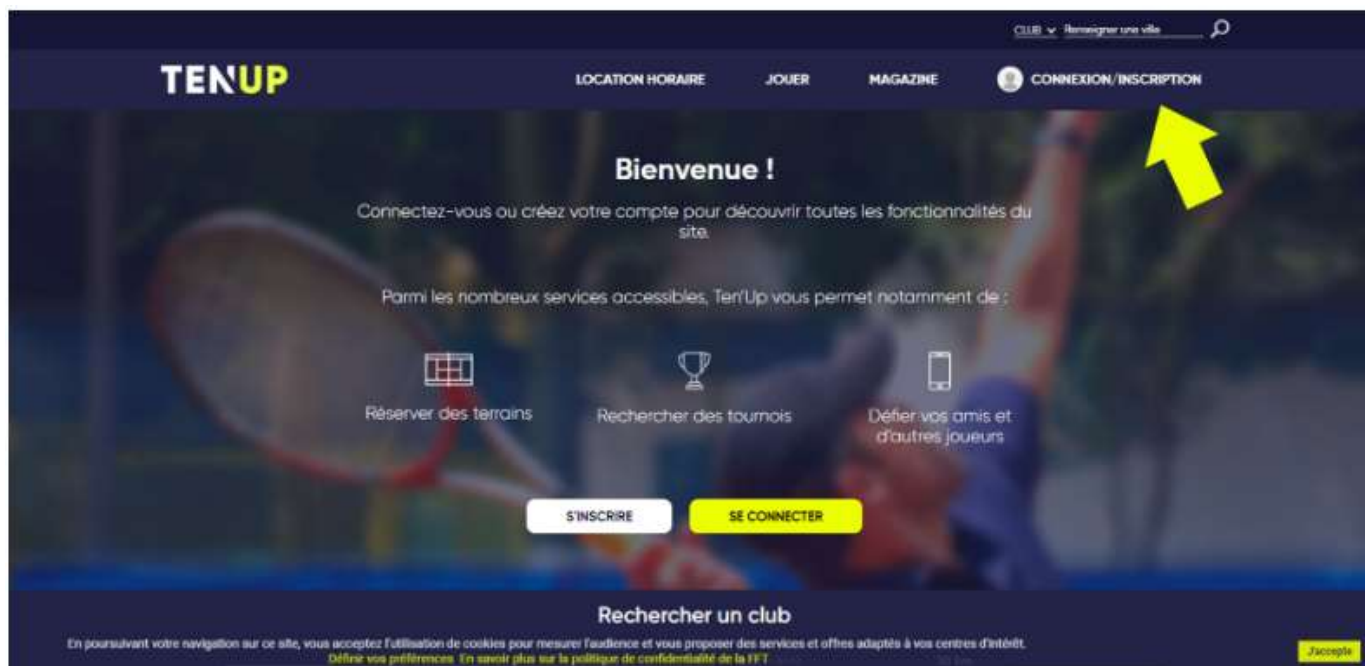 CLUB Renseigner une ville
TEN'UP
LOCATION HORAIRE JOUER MAGAZINE CONNEXION/INSCRIPTION
Bienvenue !
Connectez-vous ou créez votre compte pour découvrir toutes les fonctionnalités du
site.
Parmi les nombreux services accessibles, Ten'Up vous permet notamment de :
Réserver des terrains
Rechercher des tournois
Défier vos amis et
d'autres joueurs
S'INSCRIRE
SE CONNECTER
Rechercher un club
En poursuivant votre navigation sur ce site, vous acceptez l'utilisation de cookies pour mesurer l'audience et vous proposer des services et offres adaptés à vos centres d'intérêt.
Définir vos préférences En savoir plus sur la politique de confidentialité de la FFT
J'accepte